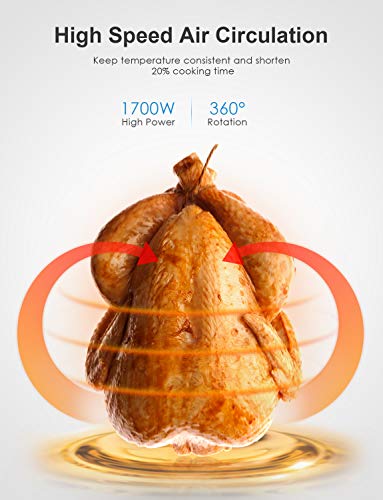 High Speed Air Circulation
Keep temperature consistent and shorten
20% cooking time
1700W
High Power
360°
Rotation